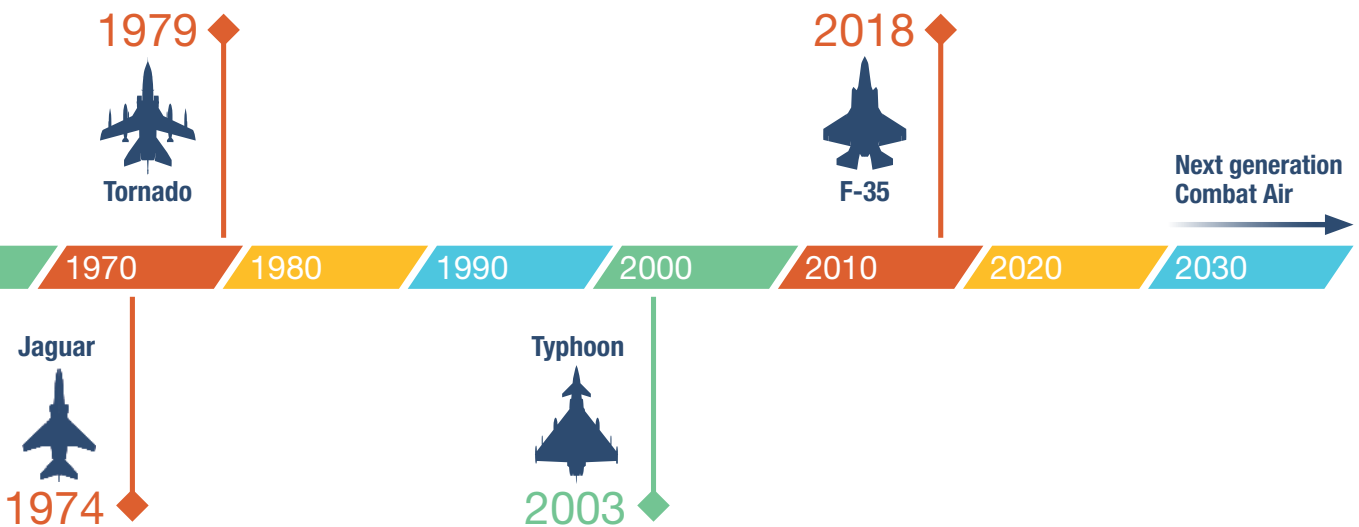 1979
2018
Tornado
F-35
Next generation
Combat Air
1970
1980
1990
2000
2010
2020
2030
Jaguar
Typhoon
1974
2003